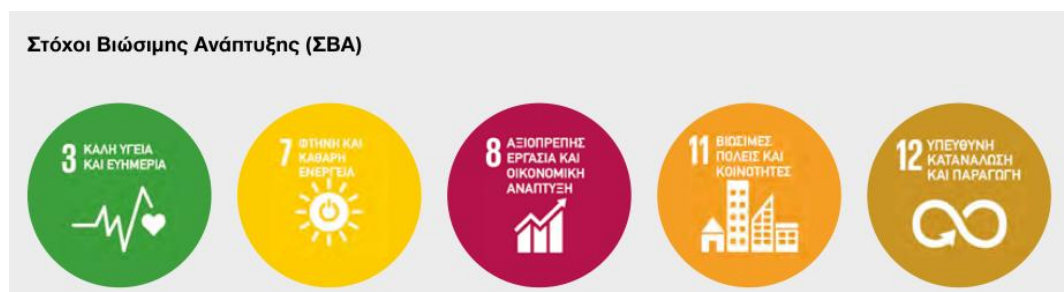 Στόχοι Βιώσιμης Ανάπτυξης (ΣΒΑ)
3 ΚΑΛΗ ΥΓΕΙΑ
ΚΑΙ ΕΥΗΜΕΡΙΑ
7 ΦΤΗΝΗ ΚΑΙ
ΚΑΘΑΡΗ
ΕΝΕΡΓΕΙΑ
8 ΑΞΙΟΠΡΕΠΗΣ
ΕΡΓΑΣΙΑ ΚΑΙ
ΟΙΚΟΝΟΜΙΚΗ
ΑΝΑΠΤΥΞΗ
11 ΒΙΩΣΙΜΕΣ
ΠΟΛΕΙΣ ΚΑΙ
ΚΟΙΝΟΤΗΤΕΣ
12 ΥΠΕΥΘΥΝΗ
ΚΑΤΑΝΑΛΩΣΗ
ΚΑΙ ΠΑΡΑΓΩΓΗ